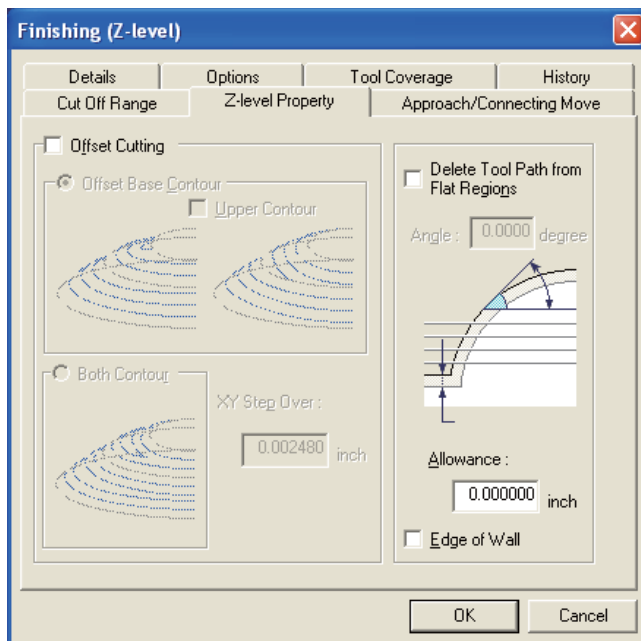 Finishing (Z-level)
Details
Options
Tool Coverage
History
Cut Off Range
Z-level Property
Approach/Connecting Move
Offset Cutting
Offset Base Contour
Upper Contour
Both Contour
XY Step Over :
0.002480 inch
Delete Tool Path from
Flat Regions
Angle : 0.0000 degree
Allowance :
0.000000 inch
Edge of Wall
OK
Cancel